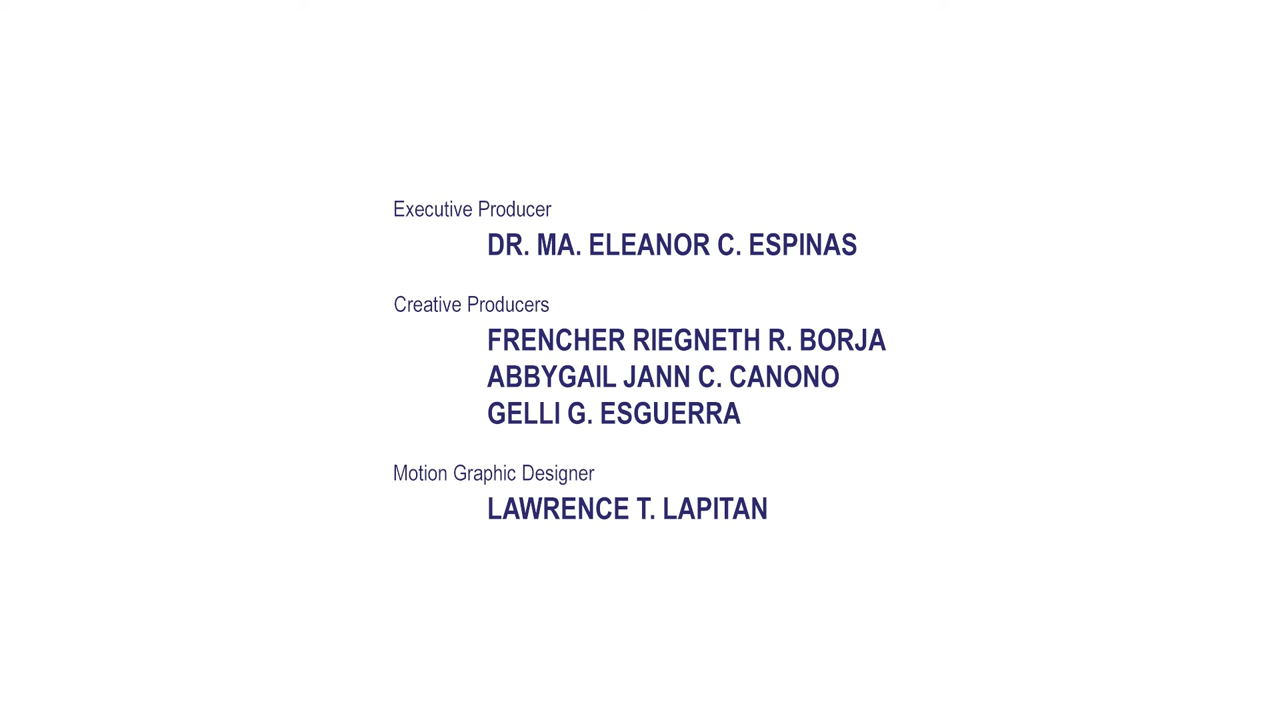 Executive Producer
DR. MA. ELEANOR C. ESPINAS
Creative Producers
FRENCHER RIEGNETH R. BORJA
ABBYGAIL JANN C. CANONO
GELLI G. ESGUERRA
Motion Graphic Designer
LAWRENCE T. LAPITAN